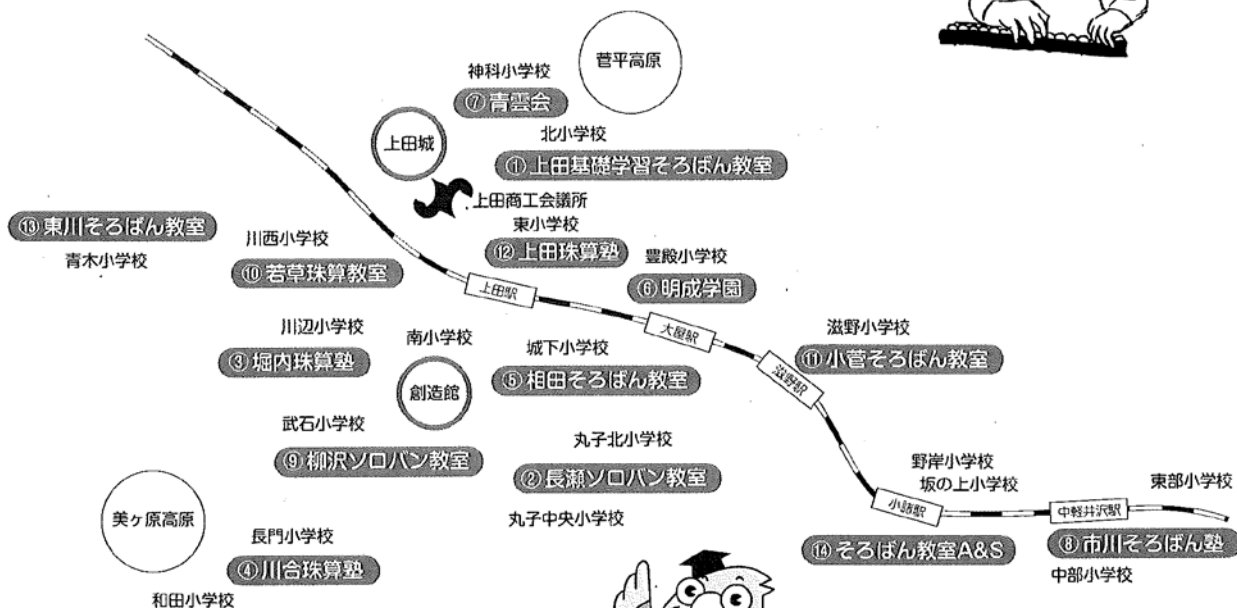 菅平高原
神科小学校
⑦青雲会
上田城
北小学校
①上田基礎学習そろばん教室
上田商工会議所
⑬東川そろばん教室
青木小学校
川西小学校
⑩若草珠算教室
東小学校
⑫上田珠算塾
豊殿小学校
⑥明成学園
上田駅
大屋駅
川辺小学校
③堀内珠算塾
南小学校
創造館
城下小学校
⑤相田そろばん教室
滋野小学校
⑪小菅そろばん教室
滋野駅
武石小学校
⑨柳沢ソロバン教室
丸子北小学校
②長瀬ソロバン教室
丸子中央小学校
野岸小学校
坂の上小学校
小諸駅
⑭そろばん教室A&S
東部小学校
中軽井沢駅
⑧市川そろばん塾
中部小学校
美ヶ原高原
長門小学校
④川合珠算塾
和田小学校